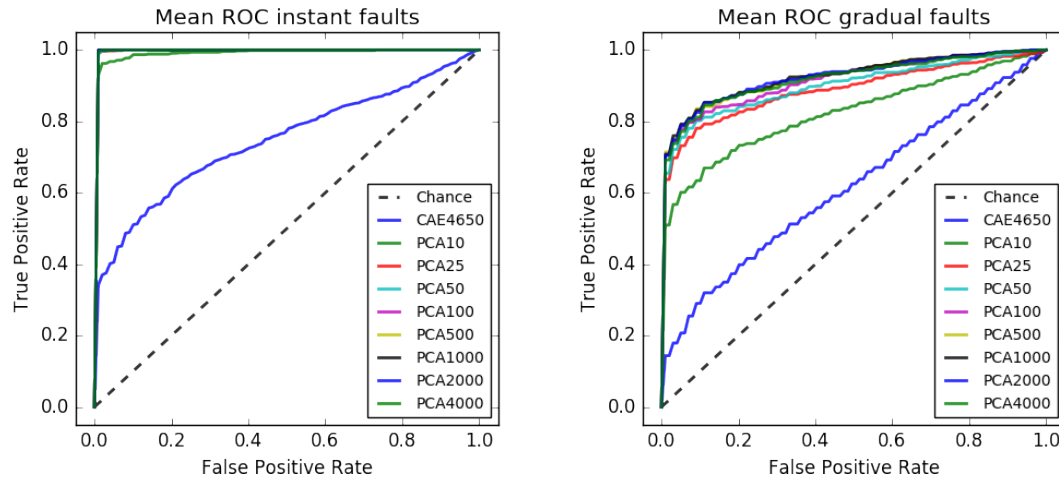 Mean ROC instant faults
1.0
0.8
0.6
0.4
0.2
0.0
True Positive Rate
Chance
CAE4650
PCA10
PCA25
PCA50
PCA100
PCA500
PCA1000
PCA2000
PCA4000
0.0 0.2 0.4 0.6 0.8 1.0
False Positive Rate
Mean ROC gradual faults
1.0
0.8
0.6
0.4
0.2
0.0
True Positive Rate
Chance
CAE4650
PCA10
PCA25
PCA50
PCA100
PCA500
PCA1000
PCA2000
PCA4000
0.0 0.2 0.4 0.6 0.8 1.0
False Positive Rate